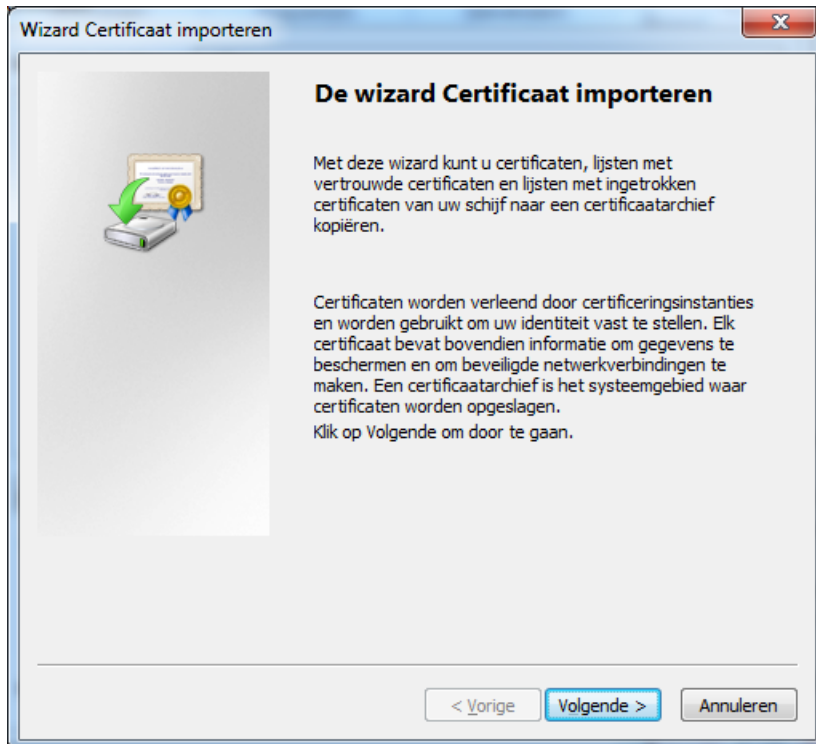 Wizard Certificaat importeren
De wizard Certificaat importeren
Met deze wizard kunt u certificaten, lijsten met
vertrouwde certificaten en lijsten met ingetrokken
certificaten van uw schijf naar een certificaatarchief
kopiëren.
Certificaten worden verleend door certificeringsinstanties
en worden gebruikt om uw identiteit vast te stellen. Elk
certificaat bevat bovendien informatie om gegevens te
beschermen en om beveiligde netwerkverbindingen te
maken. Een certificaatarchief is het systeemgebied waar
certificaten worden opgeslagen.
Klik op Volgende om door te gaan.
< Vorige Volgende > Annuleren